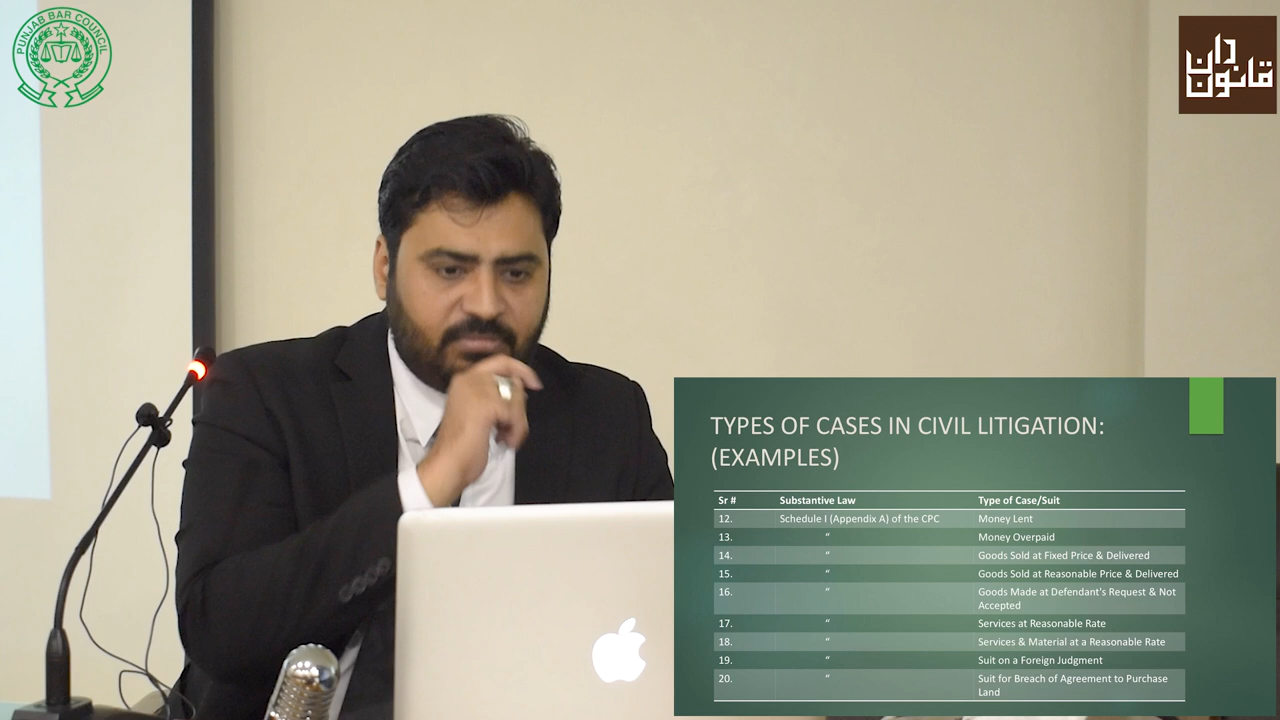 PUNJAB BAR COUNCIL
قانون دان
TYPES OF CASES IN CIVIL LITIGATION:
(EXAMPLES)
Sr # Substantive Law Type of Case/Suit
12. Schedule I (Appendix A) of the CPC Money Lent
13. “ Money Overpaid
14. “ Goods Sold at Fixed Price & Delivered
15. “ Goods Sold at Reasonable Price & Delivered
16. “ Goods Made at Defendant's Request & Not
Accepted
17. “ Services at Reasonable Rate
18. “ Services & Material at a Reasonable Rate
19. “ Suit on a Foreign Judgment
20. “ Suit for Breach of Agreement to Purchase
Land